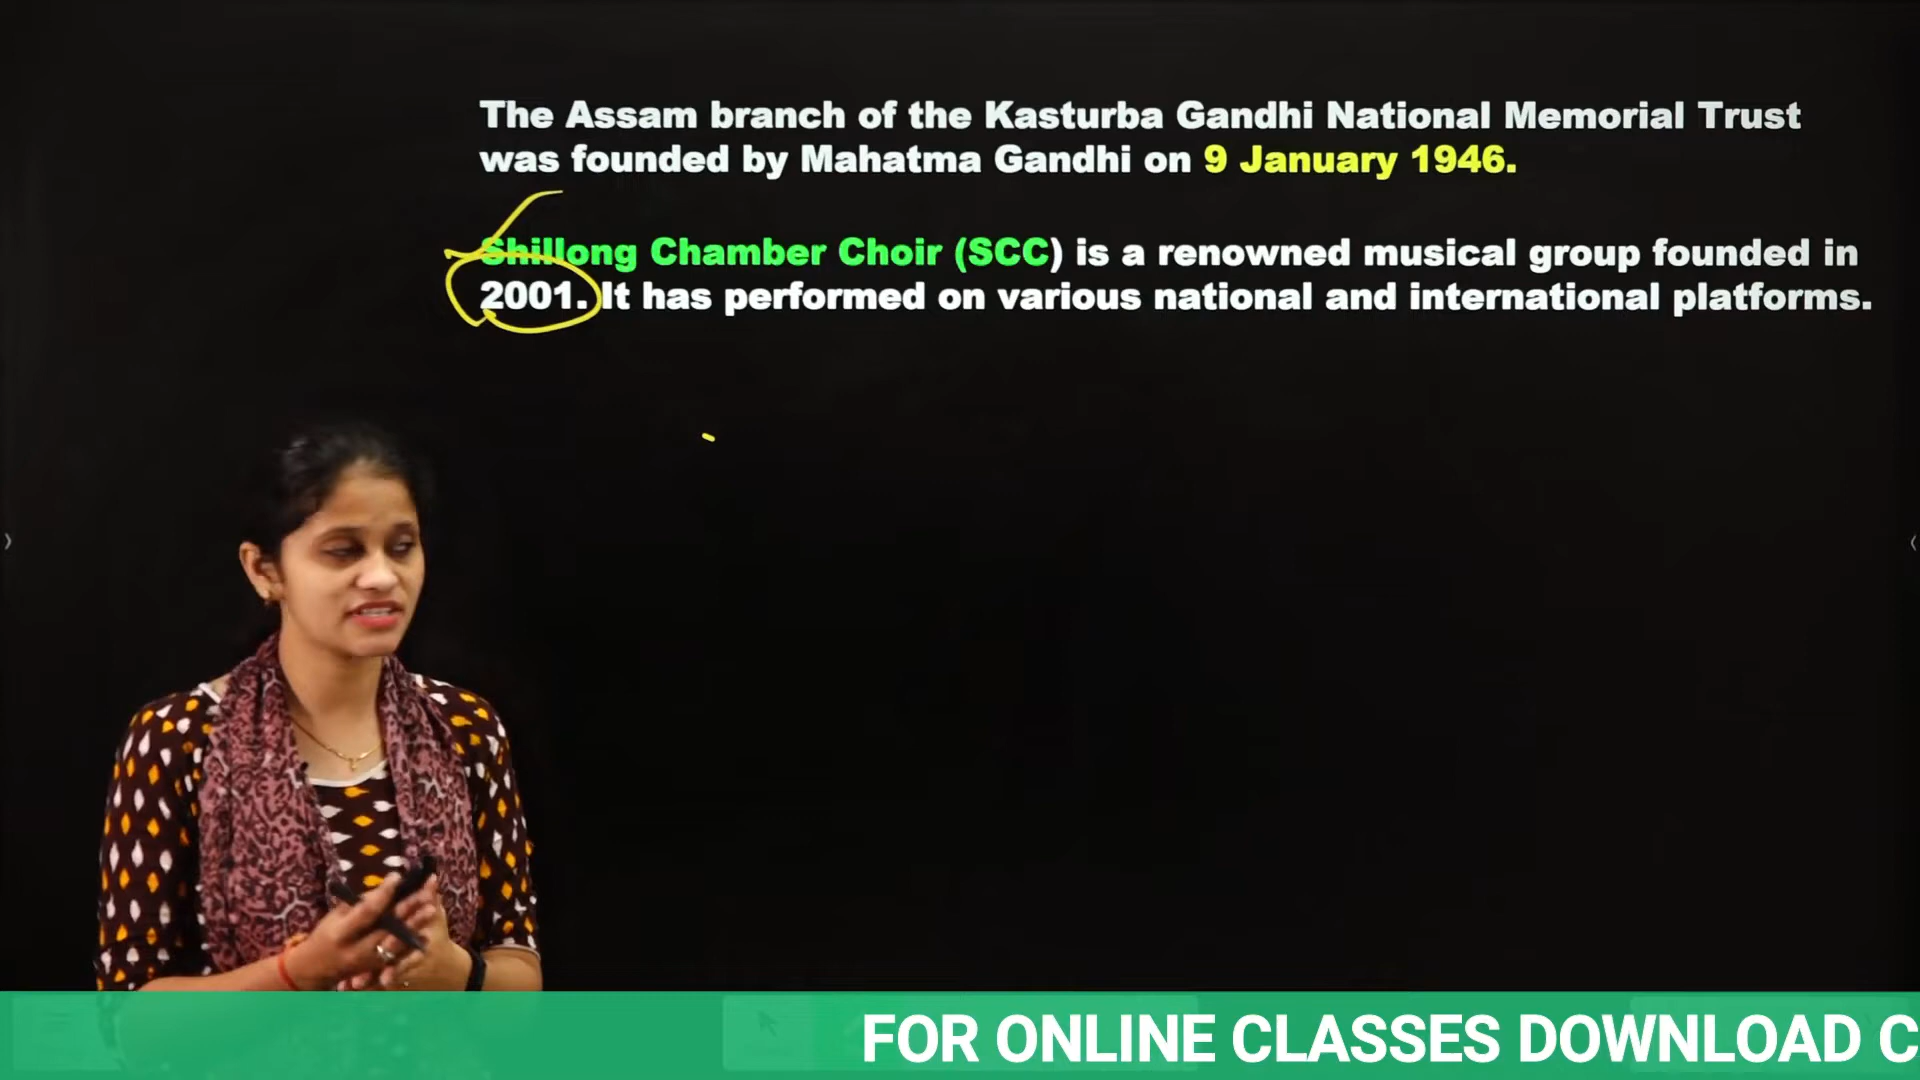 The Assam branch of the Kasturba Gandhi National Memorial Trust
was founded by Mahatma Gandhi on 9 January 1946.
Shillong Chamber Choir (SCC) is a renowned musical group founded in
2001. It has performed on various national and international platforms.
FOR ONLINE CLASSES DOWNLOAD C